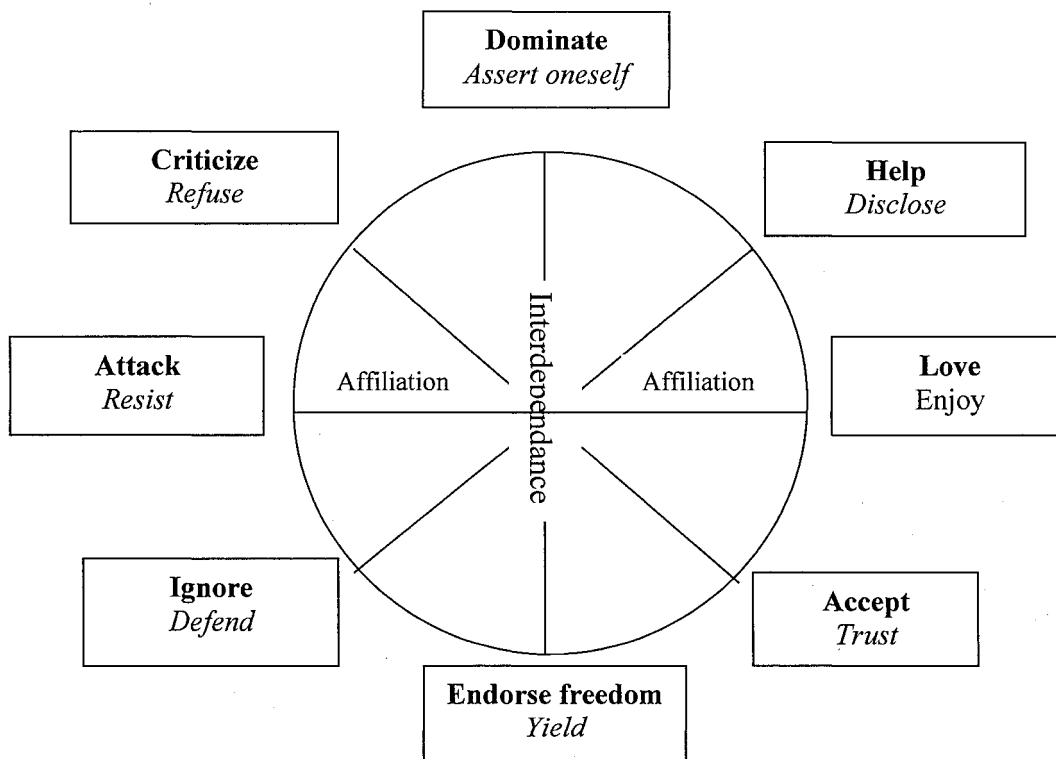 Dominate
Assert oneself
Criticize
Refuse
Help
Disclose
Interdependance
Attack
Resist
Affiliation
Affiliation
Love
Enjoy
Ignore
Defend
Accept
Trust
Endorse freedom
Yield